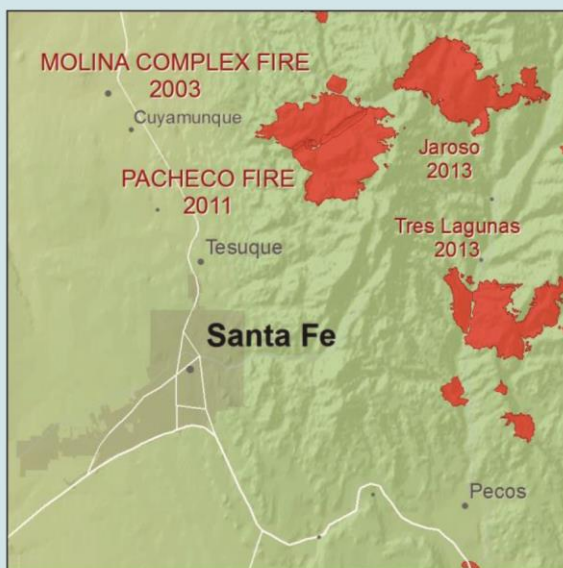 MOLINA COMPLEX FIRE
2003
Cuyamunque
Jaroso
2013
PACHECO FIRE
2011
Tres Lagunas
2013
Tesuque
Santa Fe
Pecos